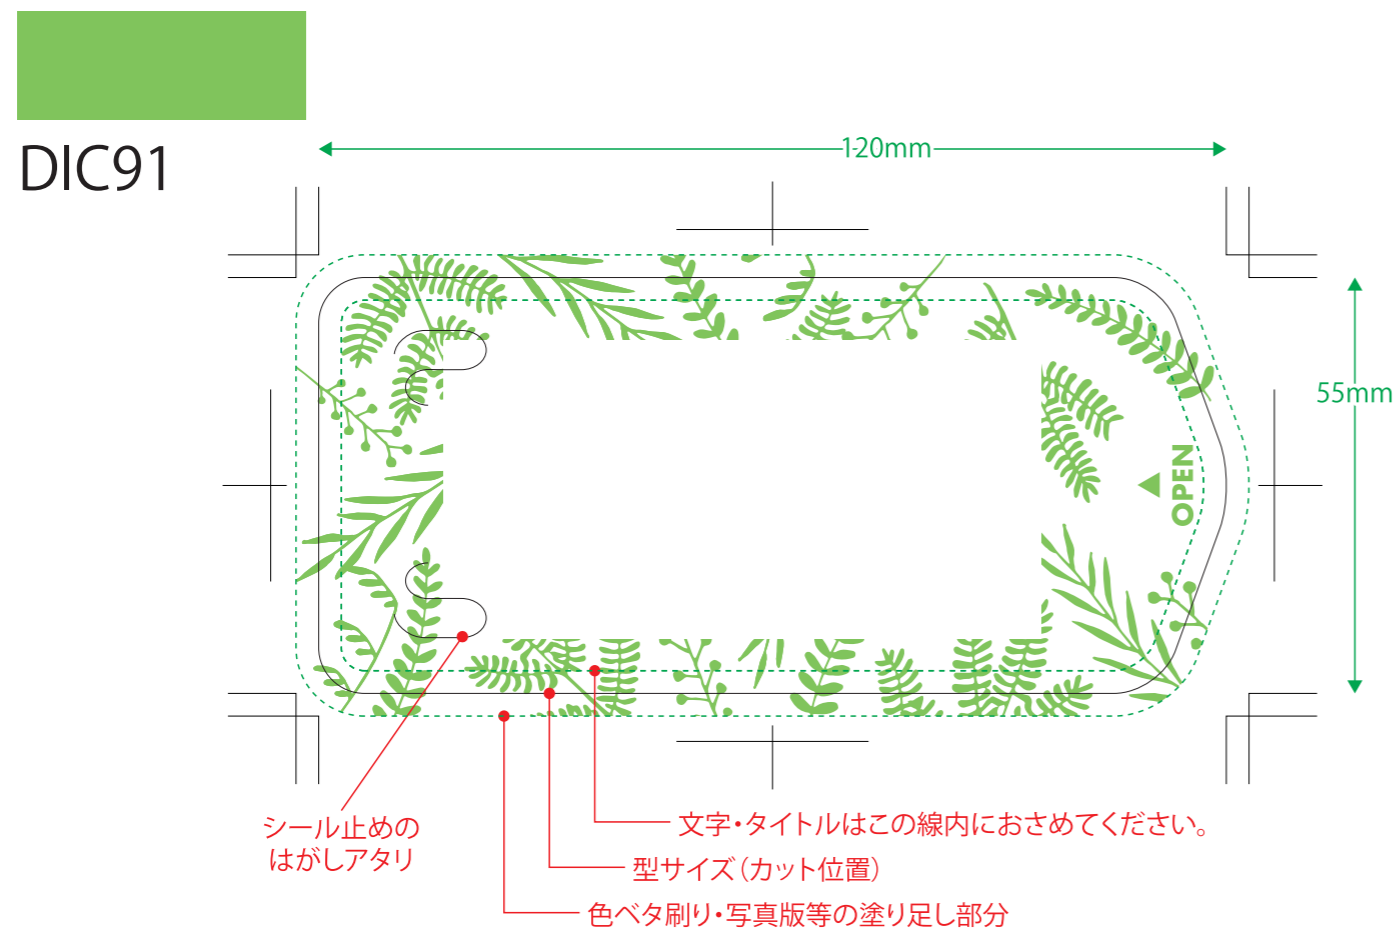 DIC91
120mm
55mm
OPEN
シール止めの
はがしアタリ
文字・タイトルはこの線内におさめてください。
型サイズ（カット位置）
色ベタ刷り・写真版等の塗り足し部分